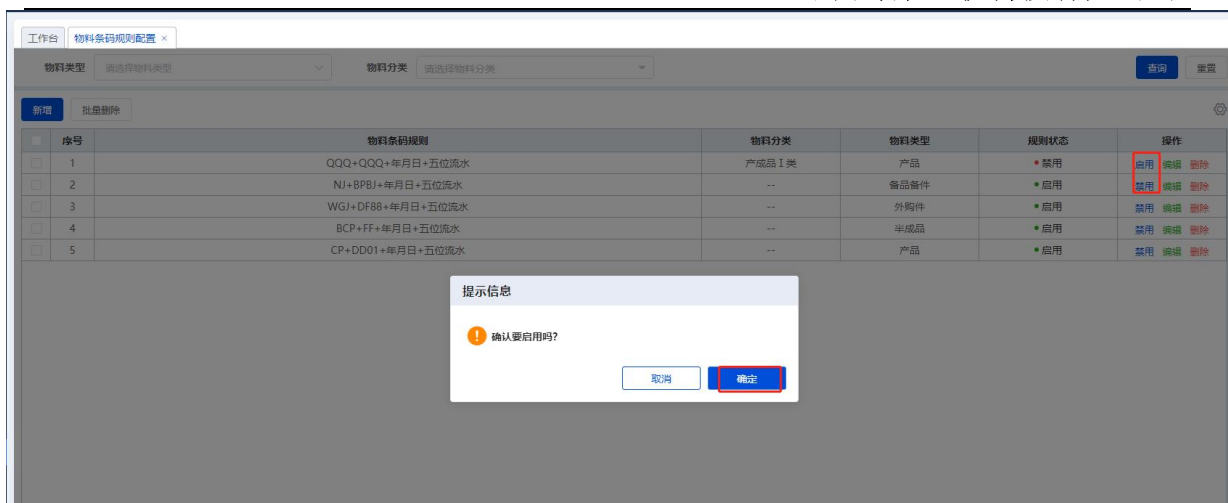 工作台 物料条码规则配置 ×
物料类型 请选择物料类型 物料分类 请选择物料分类 查询 重置
新增 批量删除
序号 物料条码规则 物料分类 物料类型 规则状态 操作
1 QQQ+QQQ+年月日+五位流水 产成品Ⅰ类 产品 禁用 启用 编辑 删除
2 NJ+BPBJ+年月日+五位流水 -- 备品备件 启用 禁用 编辑 删除
3 WGJ+DF88+年月日+五位流水 -- 外购件 启用 禁用 编辑 删除
4 BCP+FF+年月日+五位流水 -- 半成品 启用 禁用 编辑 删除
5 CP+DD01+年月日+五位流水 -- 产品 启用 禁用 编辑 删除
提示信息
确认要启用吗?
取消 确定